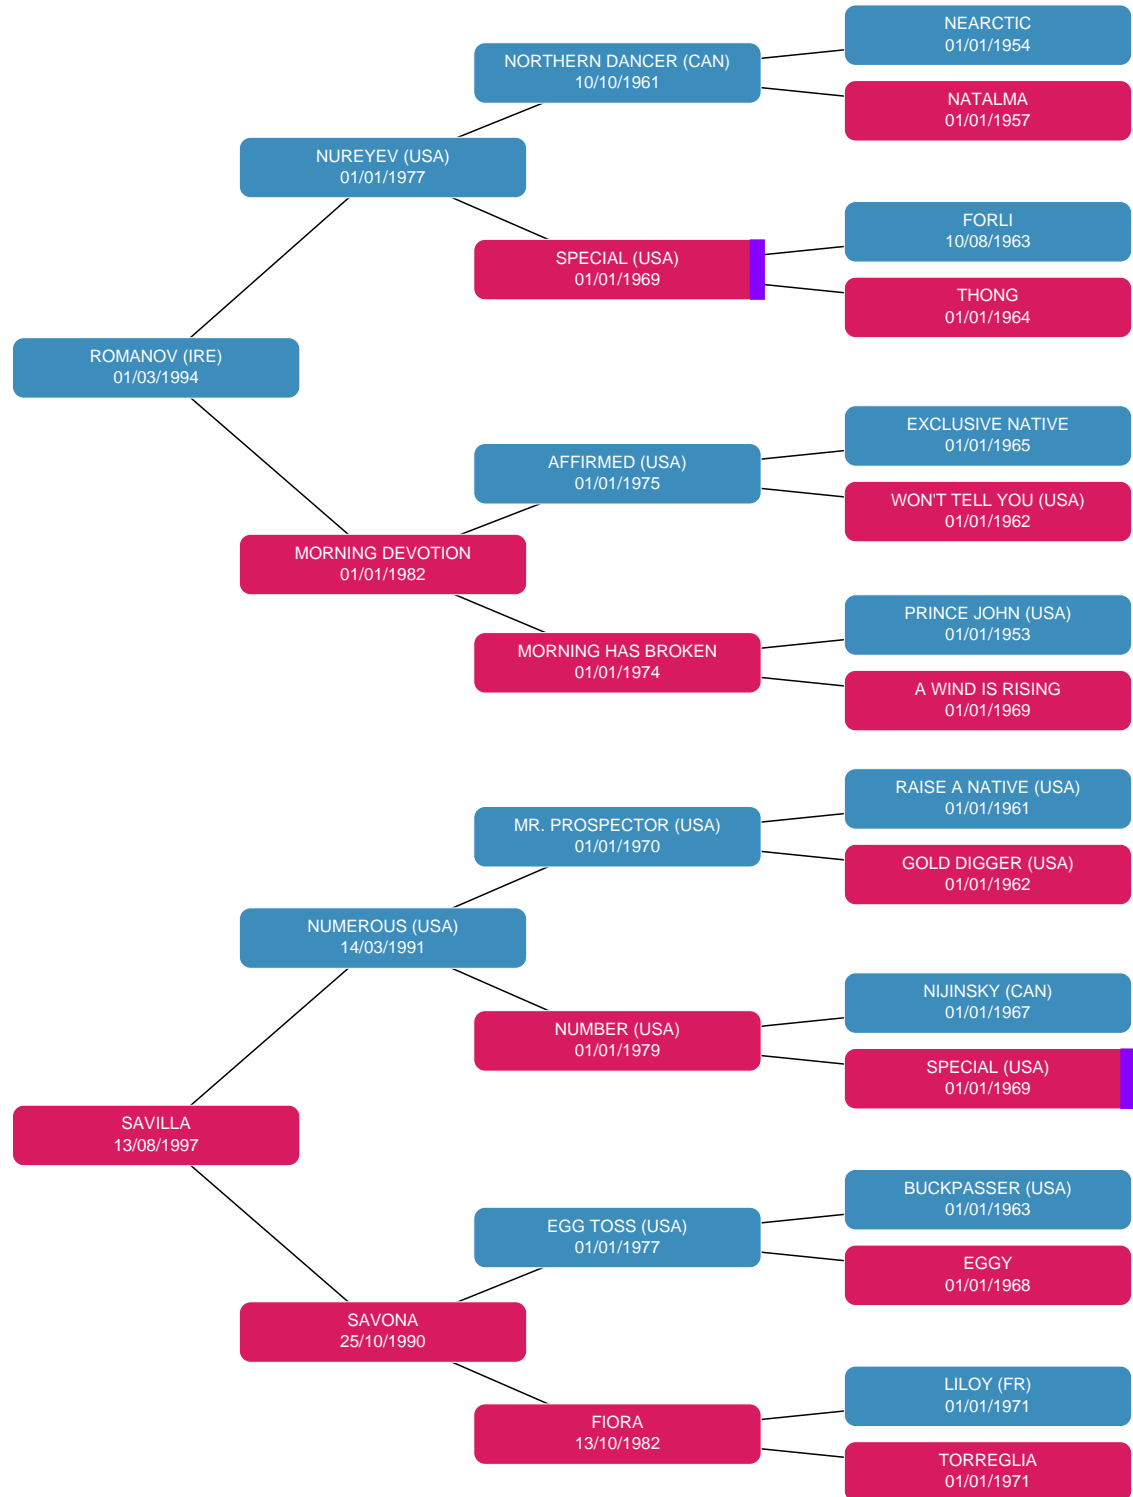 NEARCTIC
01/01/1954
NORTHERN DANCER (CAN)
10/10/1961
NATALMA
01/01/1957
NUREYEV (USA)
01/01/1977
FORLI
10/08/1963
SPECIAL (USA)
01/01/1969
THONG
01/01/1964
ROMANOV (IRE)
01/03/1994
EXCLUSIVE NATIVE
01/01/1965
AFFIRMED (USA)
01/01/1975
WON'T TELL YOU (USA)
01/01/1962
MORNING DEVOTION
01/01/1982
PRINCE JOHN (USA)
01/01/1953
MORNING HAS BROKEN
01/01/1974
A WIND IS RISING
01/01/1969
RAISE A NATIVE (USA)
01/01/1961
MR. PROSPECTOR (USA)
01/01/1970
GOLD DIGGER (USA)
01/01/1962
NUMEROUS (USA)
14/03/1991
NIJINSKY (CAN)
01/01/1967
NUMBER (USA)
01/01/1979
SPECIAL (USA)
01/01/1969
SAVILLA
13/08/1997
BUCKPASSER (USA)
01/01/1963
EGG TOSS (USA)
01/01/1977
EGGY
01/01/1968
SAVONA
25/10/1990
LILOY (FR)
01/01/1971
FIORA
13/10/1982
TORREGLIA
01/01/1971